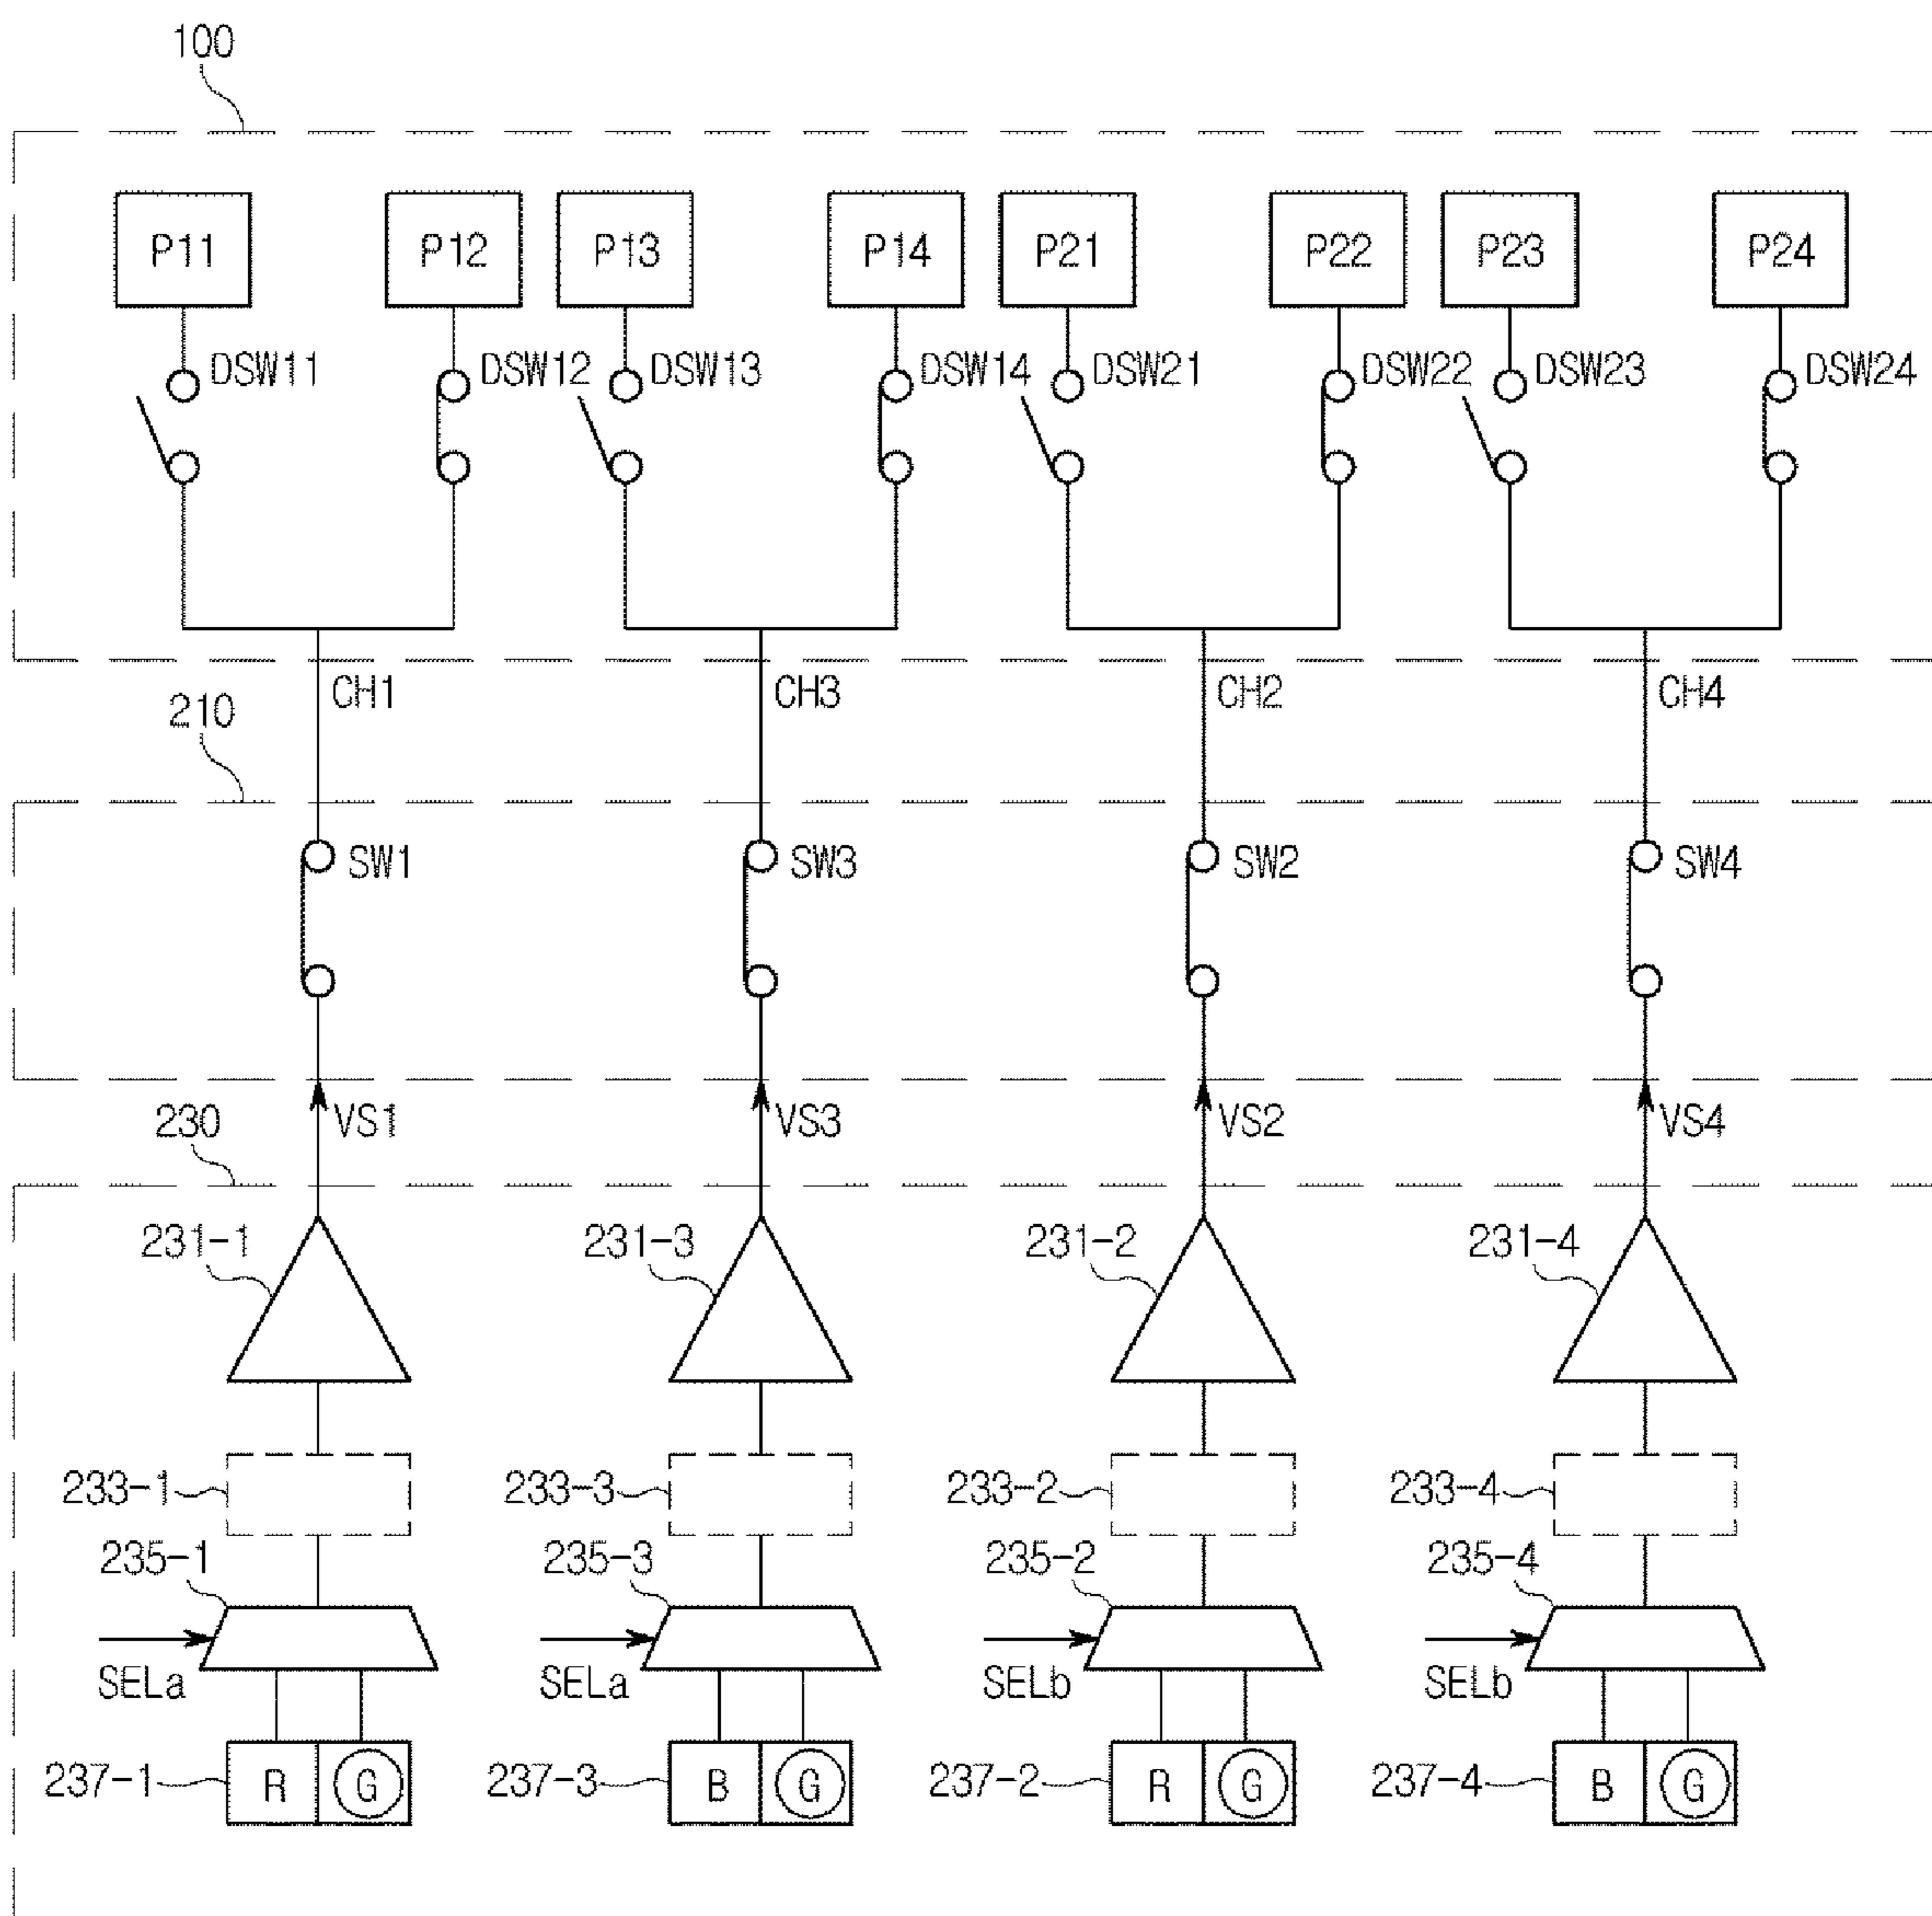 100
P11 P12 P13 P14 P21 P22 P23 P24
DSW11 DSW12 DSW13 DSW14 DSW21 DSW22 DSW23 DSW24
CH1 CH3 CH2 CH4
210
SW1 SW3 SW2 SW4
VS1 VS3 VS2 VS4
230
231-1 231-3 231-2 231-4
233-1 233-3 233-2 233-4
235-1 235-3 235-2 235-4
SELa SELa SELb SELb
237-1 R G 237-3 B G 237-2 R G 237-4 B G